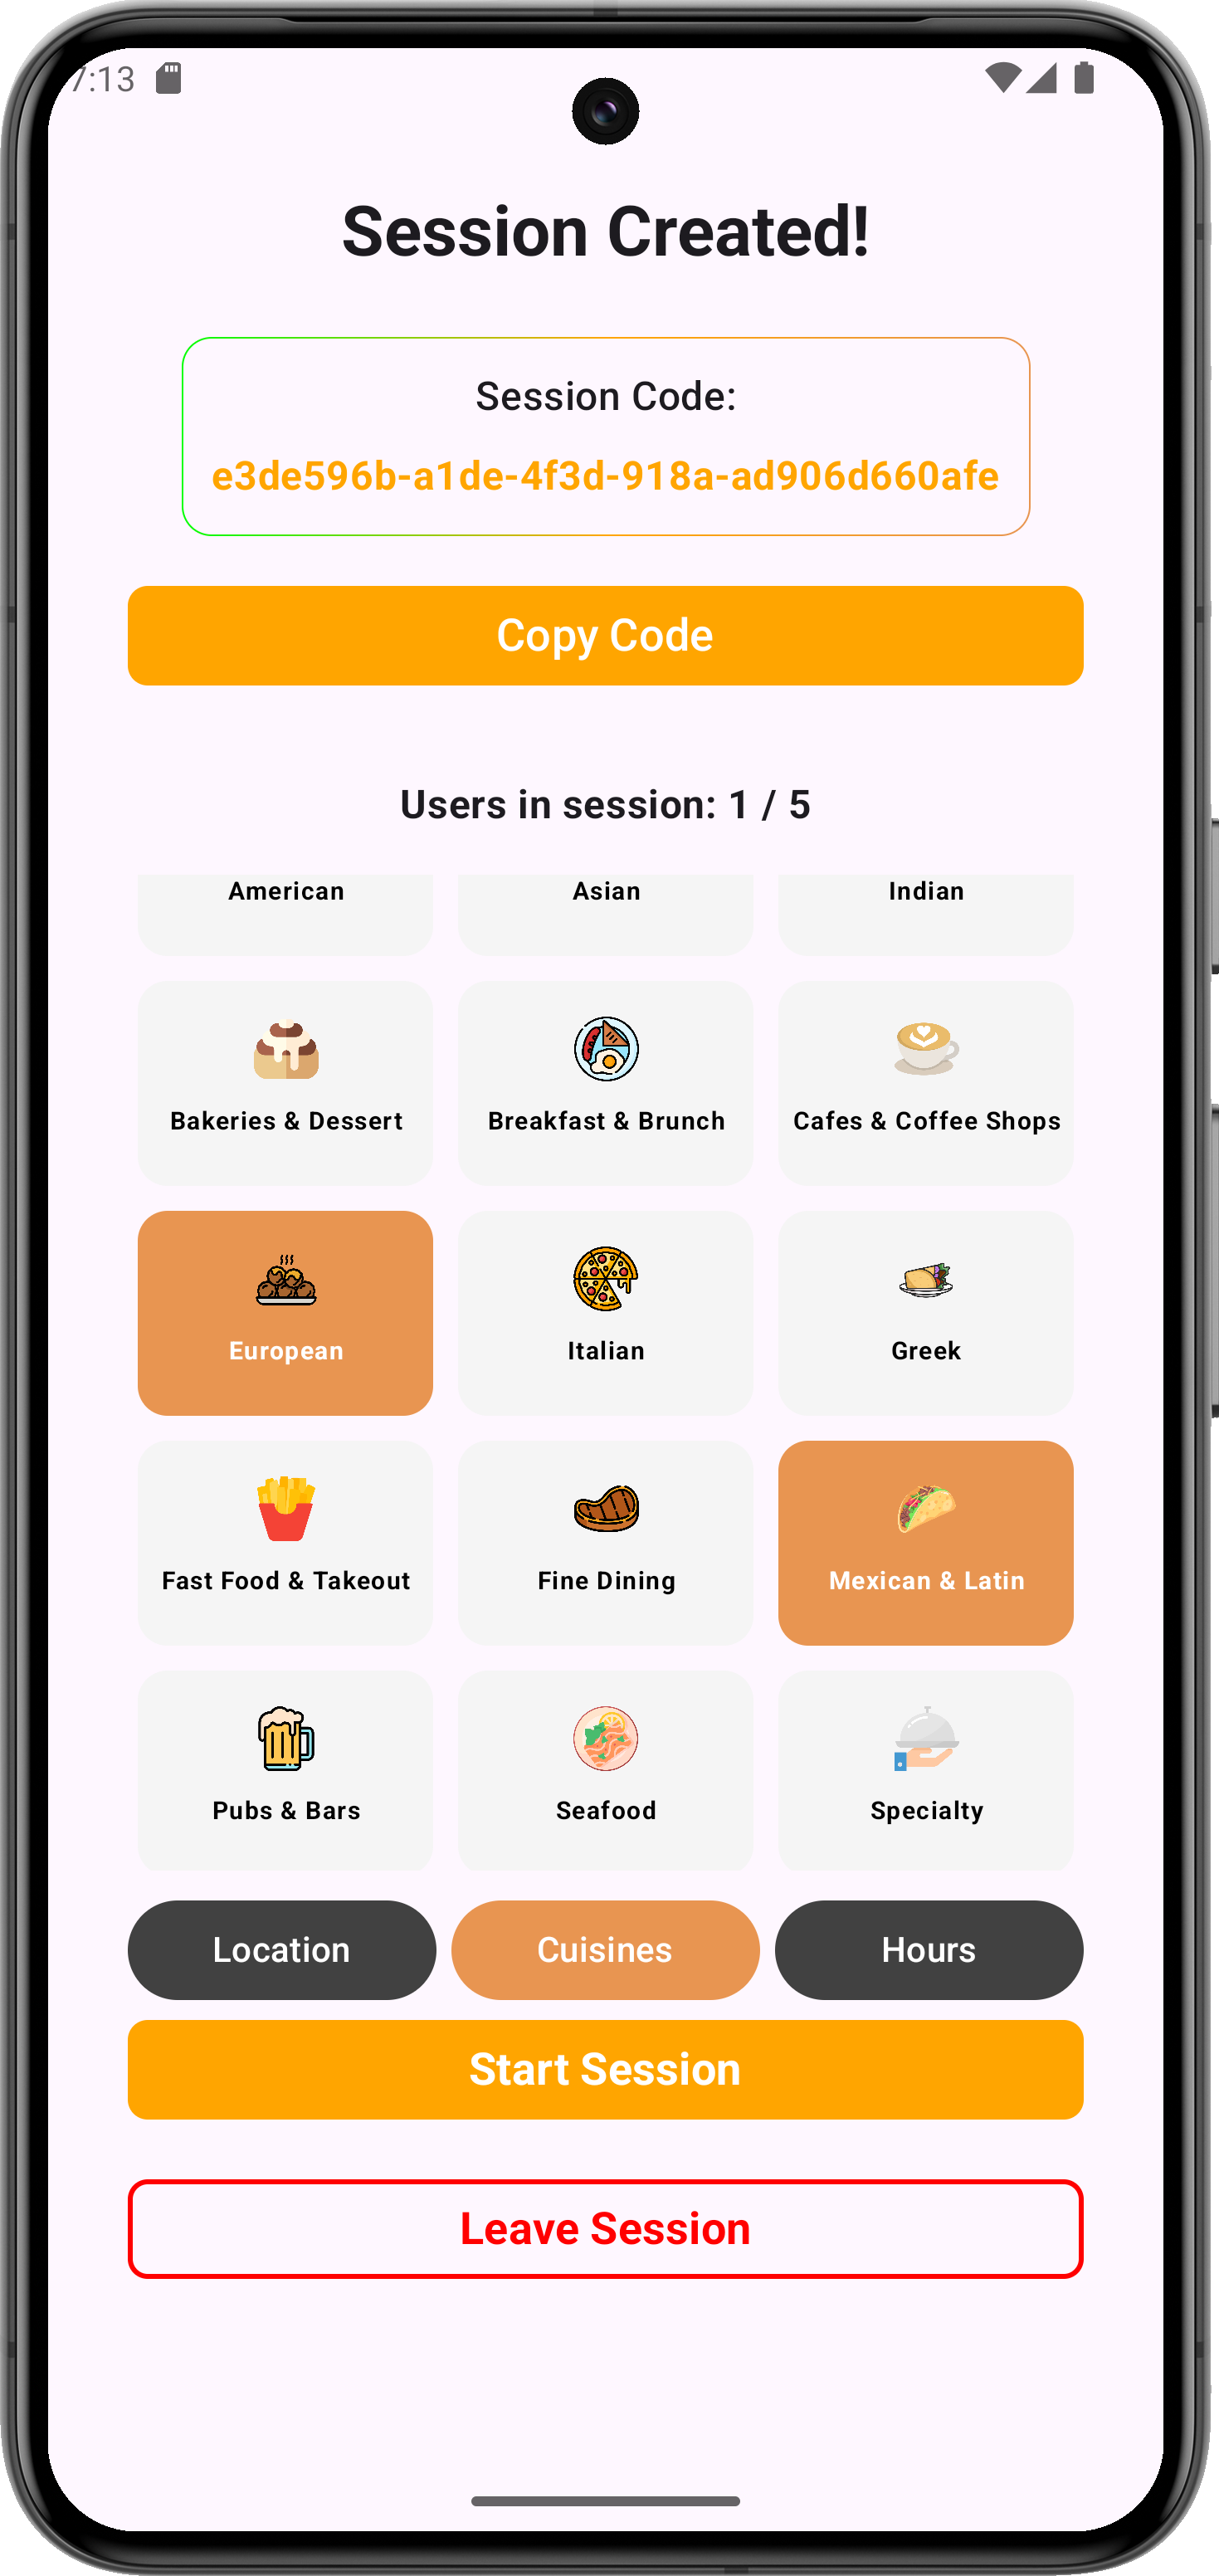 7:13
Session Created!
Session Code:
e3de596b-a1de-4f3d-918a-ad906d660afe
Copy Code
Users in session: 1 / 5
American Asian Indian
Bakeries & Dessert Breakfast & Brunch Cafes & Coffee Shops
European Italian Greek
Fast Food & Takeout Fine Dining Mexican & Latin
Pubs & Bars Seafood Specialty
Location Cuisines Hours
Start Session
Leave Session